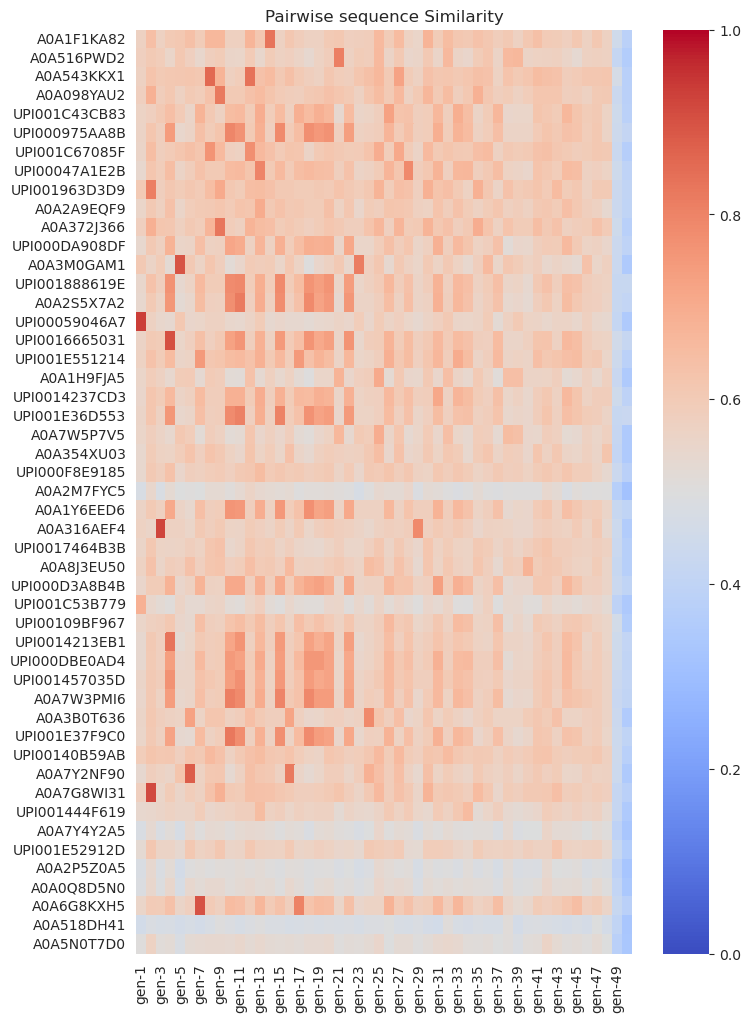 Pairwise sequence Similarity
A0A1F1KA82
A0A516PWD2
A0A543KKX1
A0A098YAU2
UPI001C43CB83
UPI000975AA8B
UPI001C67085F
UPI00047A1E2B
UPI001963D3D9
A0A2A9EQF9
A0A372J366
UPI000DA908DF
A0A3M0GAM1
UPI001888619E
A0A2S5X7A2
UPI00059046A7
UPI0016665031
UPI001E551214
A0A1H9FJA5
UPI0014237CD3
UPI001E36D553
A0A7W5P7V5
A0A354XU03
UPI000F8E9185
A0A2M7FYC5
A0A1Y6EED6
A0A316AEF4
UPI0017464B3B
A0A8J3EU50
UPI000D3A8B4B
UPI001C53B779
UPI00109BF967
UPI0014213EB1
UPI000DBE0AD4
UPI001457035D
A0A7W3PMI6
A0A3B0T636
UPI001E37F9C0
UPI00140B59AB
A0A7Y2NF90
A0A7G8WI31
UPI001444F619
A0A7Y4Y2A5
UPI001E52912D
A0A2P5Z0A5
A0A0Q8D5N0
A0A6G8KXH5
A0A518DH41
A0A5N0T7D0
gen-1
gen-3
gen-5
gen-7
gen-9
gen-11
gen-13
gen-15
gen-17
gen-19
gen-21
gen-23
gen-25
gen-27
gen-29
gen-31
gen-33
gen-35
gen-37
gen-39
gen-41
gen-43
gen-45
gen-47
gen-49
1.0
0.8
0.6
0.4
0.2
0.0